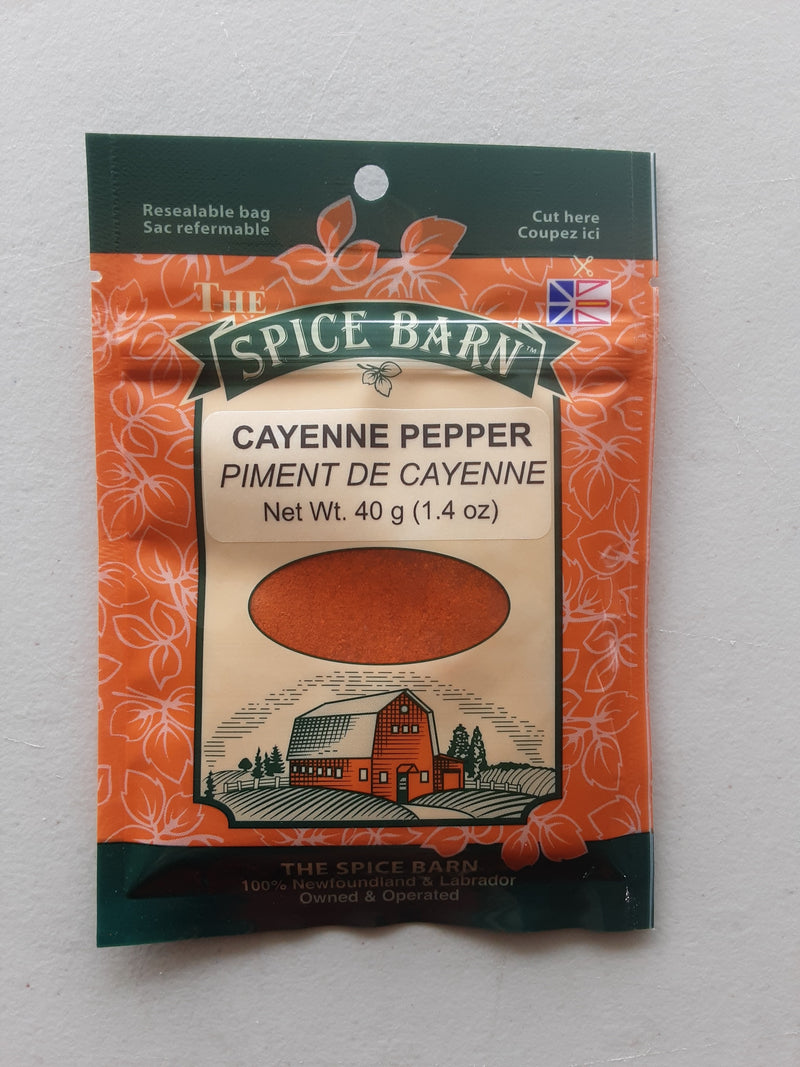 Resealable bag
Sac refermable
Cut here
Coupez ici
THE
SPICE BARN™
CAYENNE PEPPER
PIMENT DE CAYENNE
Net Wt. 40 g (1.4 oz)
THE SPICE BARN
100% Newfoundland & Labrador
Owned & Operated